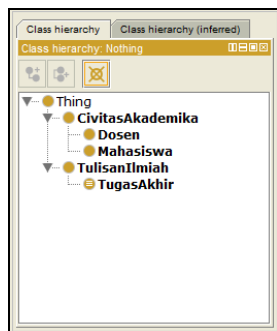 Class hierarchy Class hierarchy (inferred)
Class hierarchy: Nothing
Thing
CivitasAkademika
Dosen
Mahasiswa
TulisanIlmiah
TugasAkhir